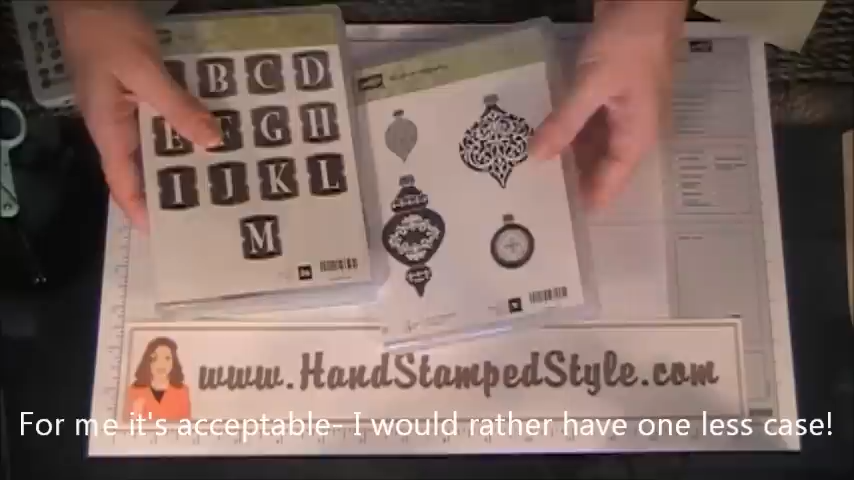 B C D
E F G H
I J K L
M
www.HandStampedStyle.com
For me it's acceptable- I would rather have one less case!